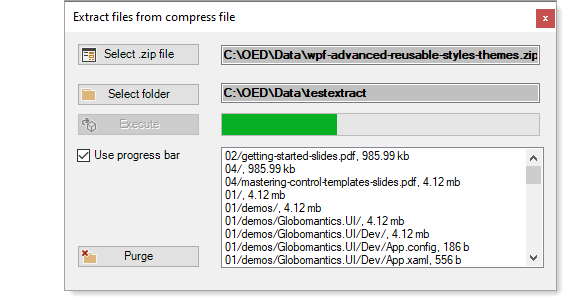 Extract files from compress file
x
Select .zip file
C:\OED\Data\wpf-advanced-reusable-styles-themes.zip
Select folder
C:\OED\Data\testextract
Execute
Use progress bar
02/getting-started-slides.pdf, 985.99 kb
04/, 985.99 kb
04/mastering-control-templates-slides.pdf, 4.12 mb
01/, 4.12 mb
01/demos/, 4.12 mb
01/demos/Globomantics.UI/, 4.12 mb
01/demos/Globomantics.UI/Dev/, 4.12 mb
01/demos/Globomantics.UI/Dev/App.config, 186 b
01/demos/Globomantics.UI/Dev/App.xaml, 556 b
Purge